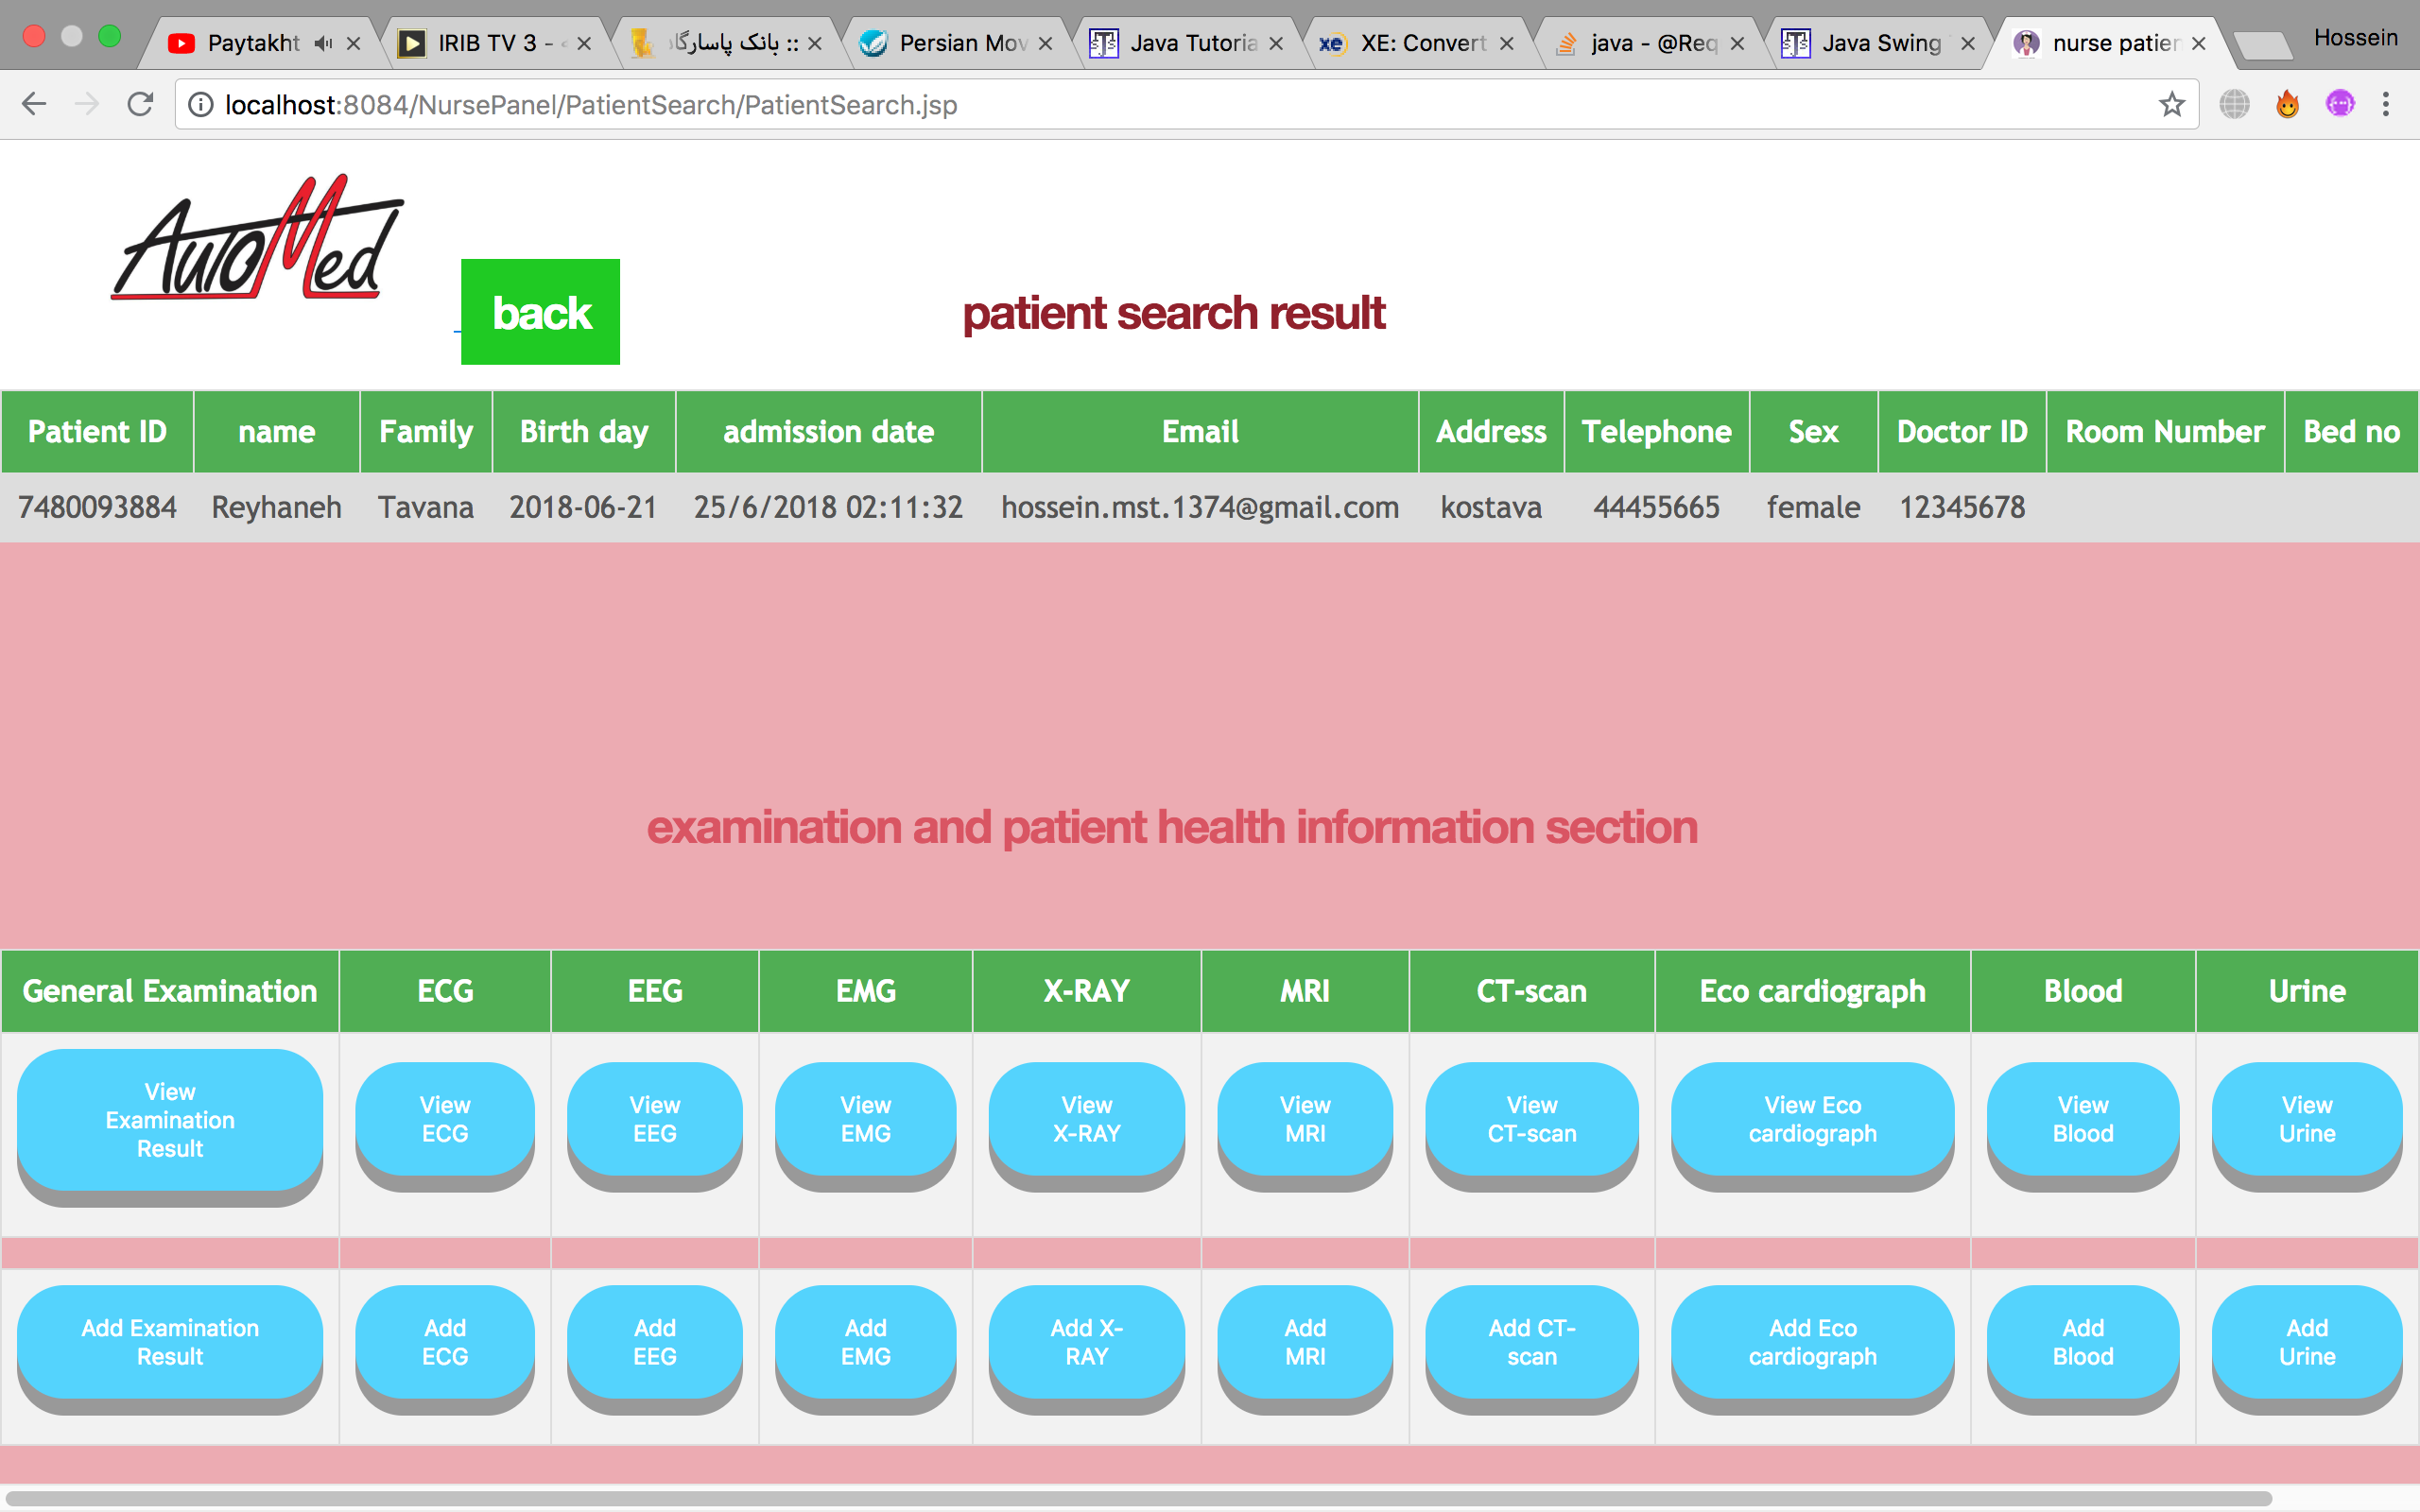 Paytakht
IRIB TV 3 -
بانک پاسارگاد ::
Persian Mov
Java Tutoria
XE: Convert
java - @Req
Java Swing
nurse patien
Hossein
localhost:8084/NursePanel/PatientSearch/PatientSearch.jsp
AutoMed
back
patient search result
Patient ID name Family Birth day admission date Email Address Telephone Sex Doctor ID Room Number Bed no
7480093884 Reyhaneh Tavana 2018-06-21 25/6/2018 02:11:32 hossein.mst.1374@gmail.com kostava 44455665 female 12345678
examination and patient health information section
General Examination ECG EEG EMG X-RAY MRI CT-scan Eco cardiograph Blood Urine
View
Examination
Result
View
ECG
View
EEG
View
EMG
View
X-RAY
View
MRI
View
CT-scan
View Eco
cardiograph
View
Blood
View
Urine
Add Examination
Result
Add
ECG
Add
EEG
Add
EMG
Add X-
RAY
Add
MRI
Add CT-
scan
Add Eco
cardiograph
Add
Blood
Add
Urine